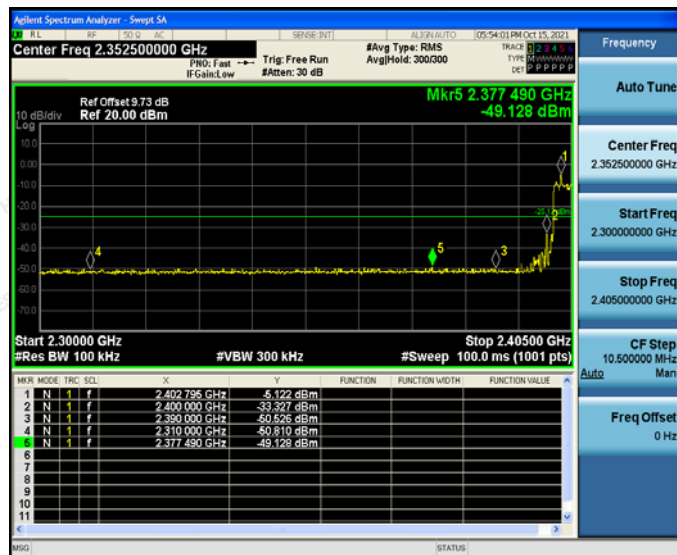 Agilent Spectrum Analyzer - Swept SA
RL RF 50 Ω AC SENSE:INT ALIGN AUTO 05:54:01 PM Oct 15, 2021
Center Freq 2.352500000 GHz
PNO: Fast
IFGain:Low
Trig: Free Run
#Atten: 30 dB
#Avg Type: RMS
Avg|Hold: 300/300
TRACE 1 2 3 4 5 6
TYPE MWWWWW
DET P P P P P P
Mkr5 2.377 490 GHz
-49.128 dBm
Ref Offset 9.73 dB
Ref 20.00 dBm
10 dB/div
Log
10.0
0.00
-10.0
-20.0
-30.0
-40.0
-50.0
-60.0
-70.0
1
2
3
4
5
Start 2.30000 GHz
Stop 2.40500 GHz
#Res BW 100 kHz
#VBW 300 kHz
#Sweep 100.0 ms (1001 pts)
MKR MODE TRC SCL X Y FUNCTION FUNCTION WIDTH FUNCTION VALUE
1 N 1 f 2.402 795 GHz -5.122 dBm
2 N 1 f 2.400 000 GHz -33.327 dBm
3 N 1 f 2.390 000 GHz -50.526 dBm
4 N 1 f 2.310 000 GHz -50.810 dBm
5 N 1 f 2.377 490 GHz -49.128 dBm
6
7
8
9
10
11
MSG
STATUS
Frequency
Auto Tune
Center Freq
2.352500000 GHz
Start Freq
2.300000000 GHz
Stop Freq
2.405000000 GHz
CF Step
10.500000 MHz
Auto Man
Freq Offset
0 Hz